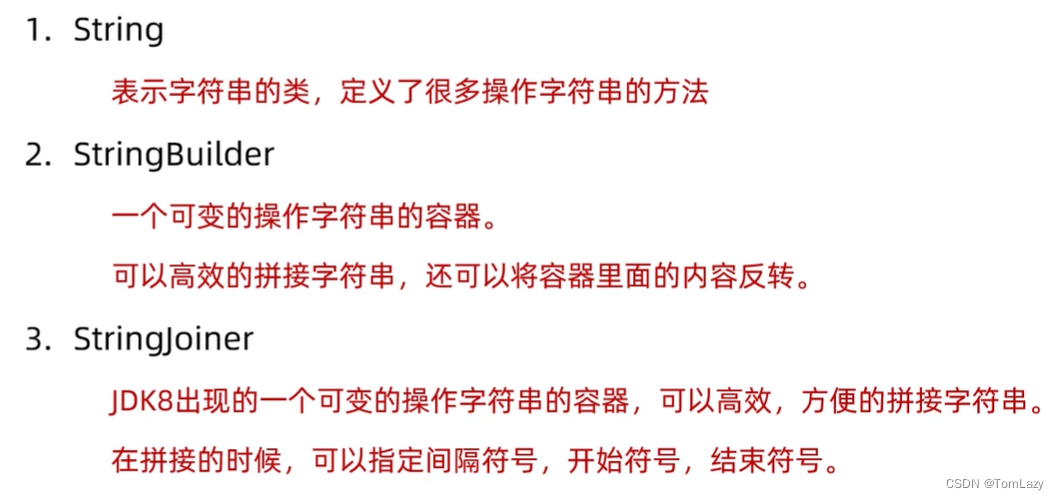 1. String
表示字符串的类，定义了很多操作字符串的方法
2. StringBuilder
一个可变的操作字符串的容器。
可以高效的拼接字符串，还可以将容器里面的内容反转。
3. StringJoiner
JDK8出现的一个可变的操作字符串的容器，可以高效，方便的拼接字符串。
在拼接的时候，可以指定间隔符号，开始符号，结束符号。
CSDN @TomLazy